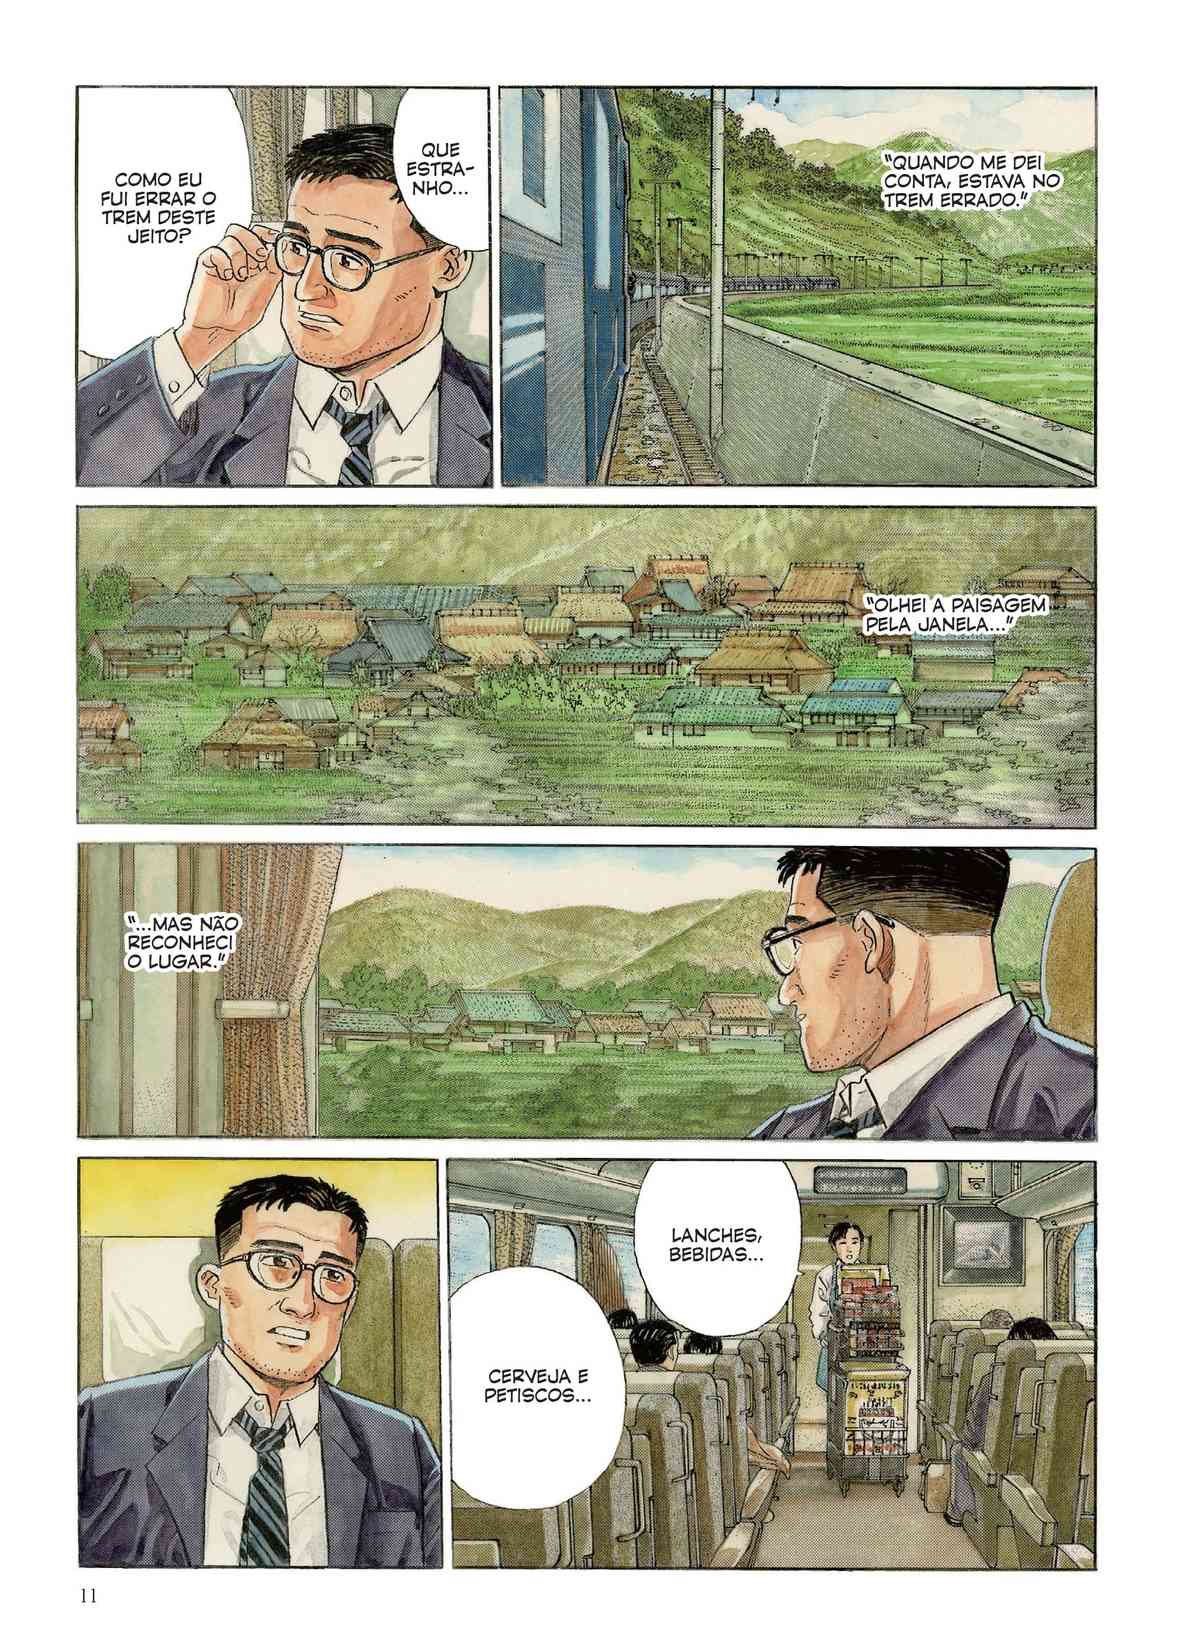 "QUANDO ME DEI
CONTA, ESTAVA NO
TREM ERRADO."
QUE
ESTRA-
NHO...
COMO EU
FUI ERRAR O
TREM DESTE
JEITO?
"OLHEI A PAISAGEM
PELA JANELA..."
"...MAS NÃO
RECONHECI
O LUGAR."
LANCHES,
BEBIDAS...
CERVEJA E
PETISCOS...
11